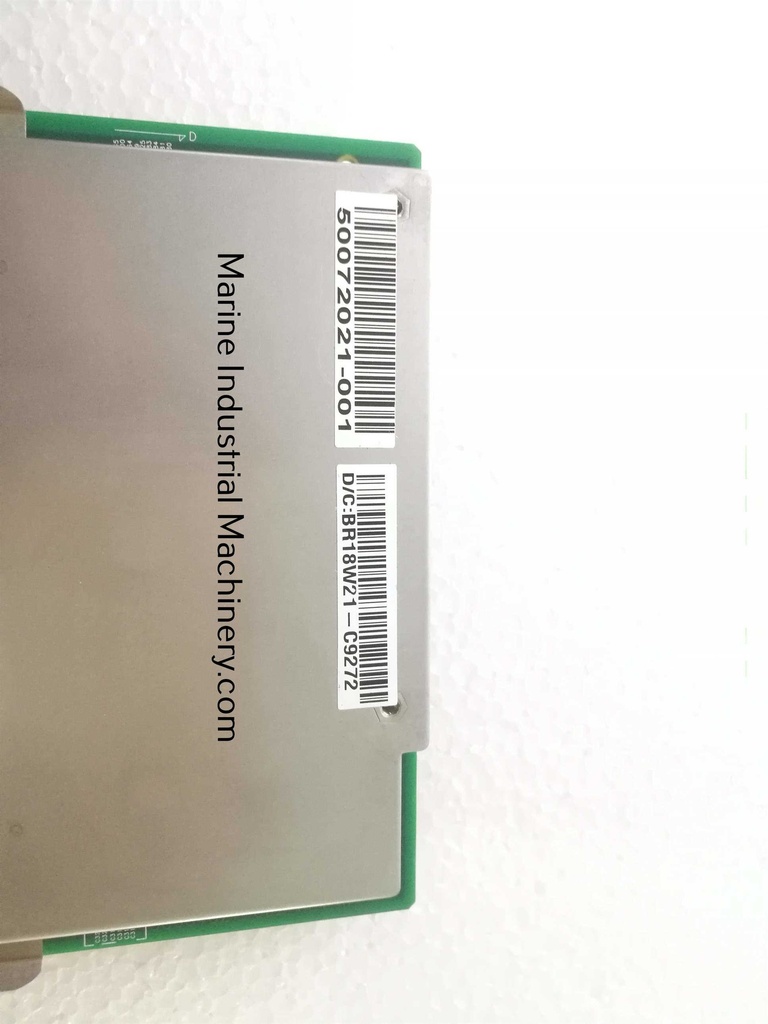 50072021-001
D/C:BR18W21-C9272
Marine Industrial Machinery.com
D